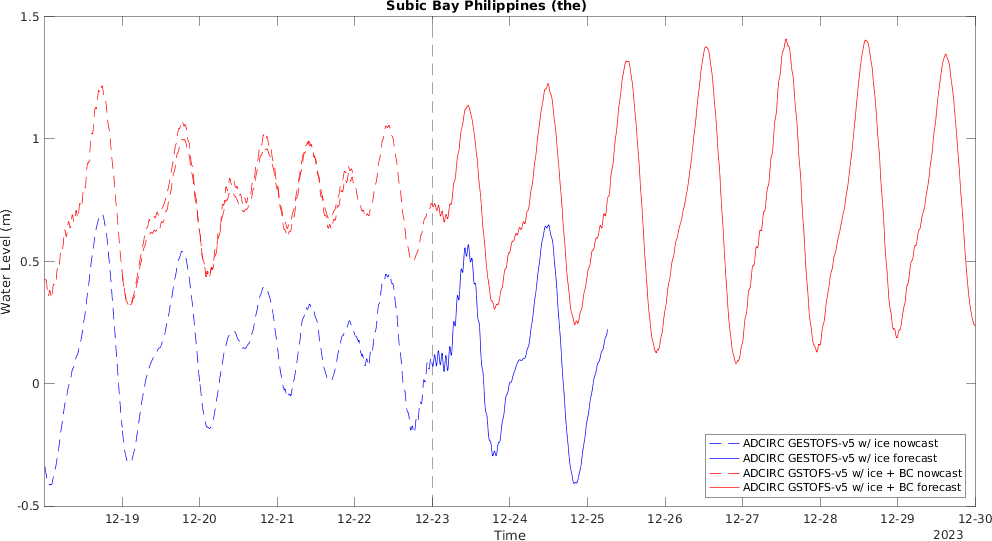 Subic Bay Philippines (the)
Water Level (m)
1.5
1
0.5
0
-0.5
12-19 12-20 12-21 12-22 12-23 12-24 12-25 12-26 12-27 12-28 12-29 12-30
Time
2023
ADCIRC GESTOFS-v5 w/ ice nowcast
ADCIRC GESTOFS-v5 w/ ice forecast
ADCIRC GSTOFS-v5 w/ ice + BC nowcast
ADCIRC GSTOFS-v5 w/ ice + BC forecast